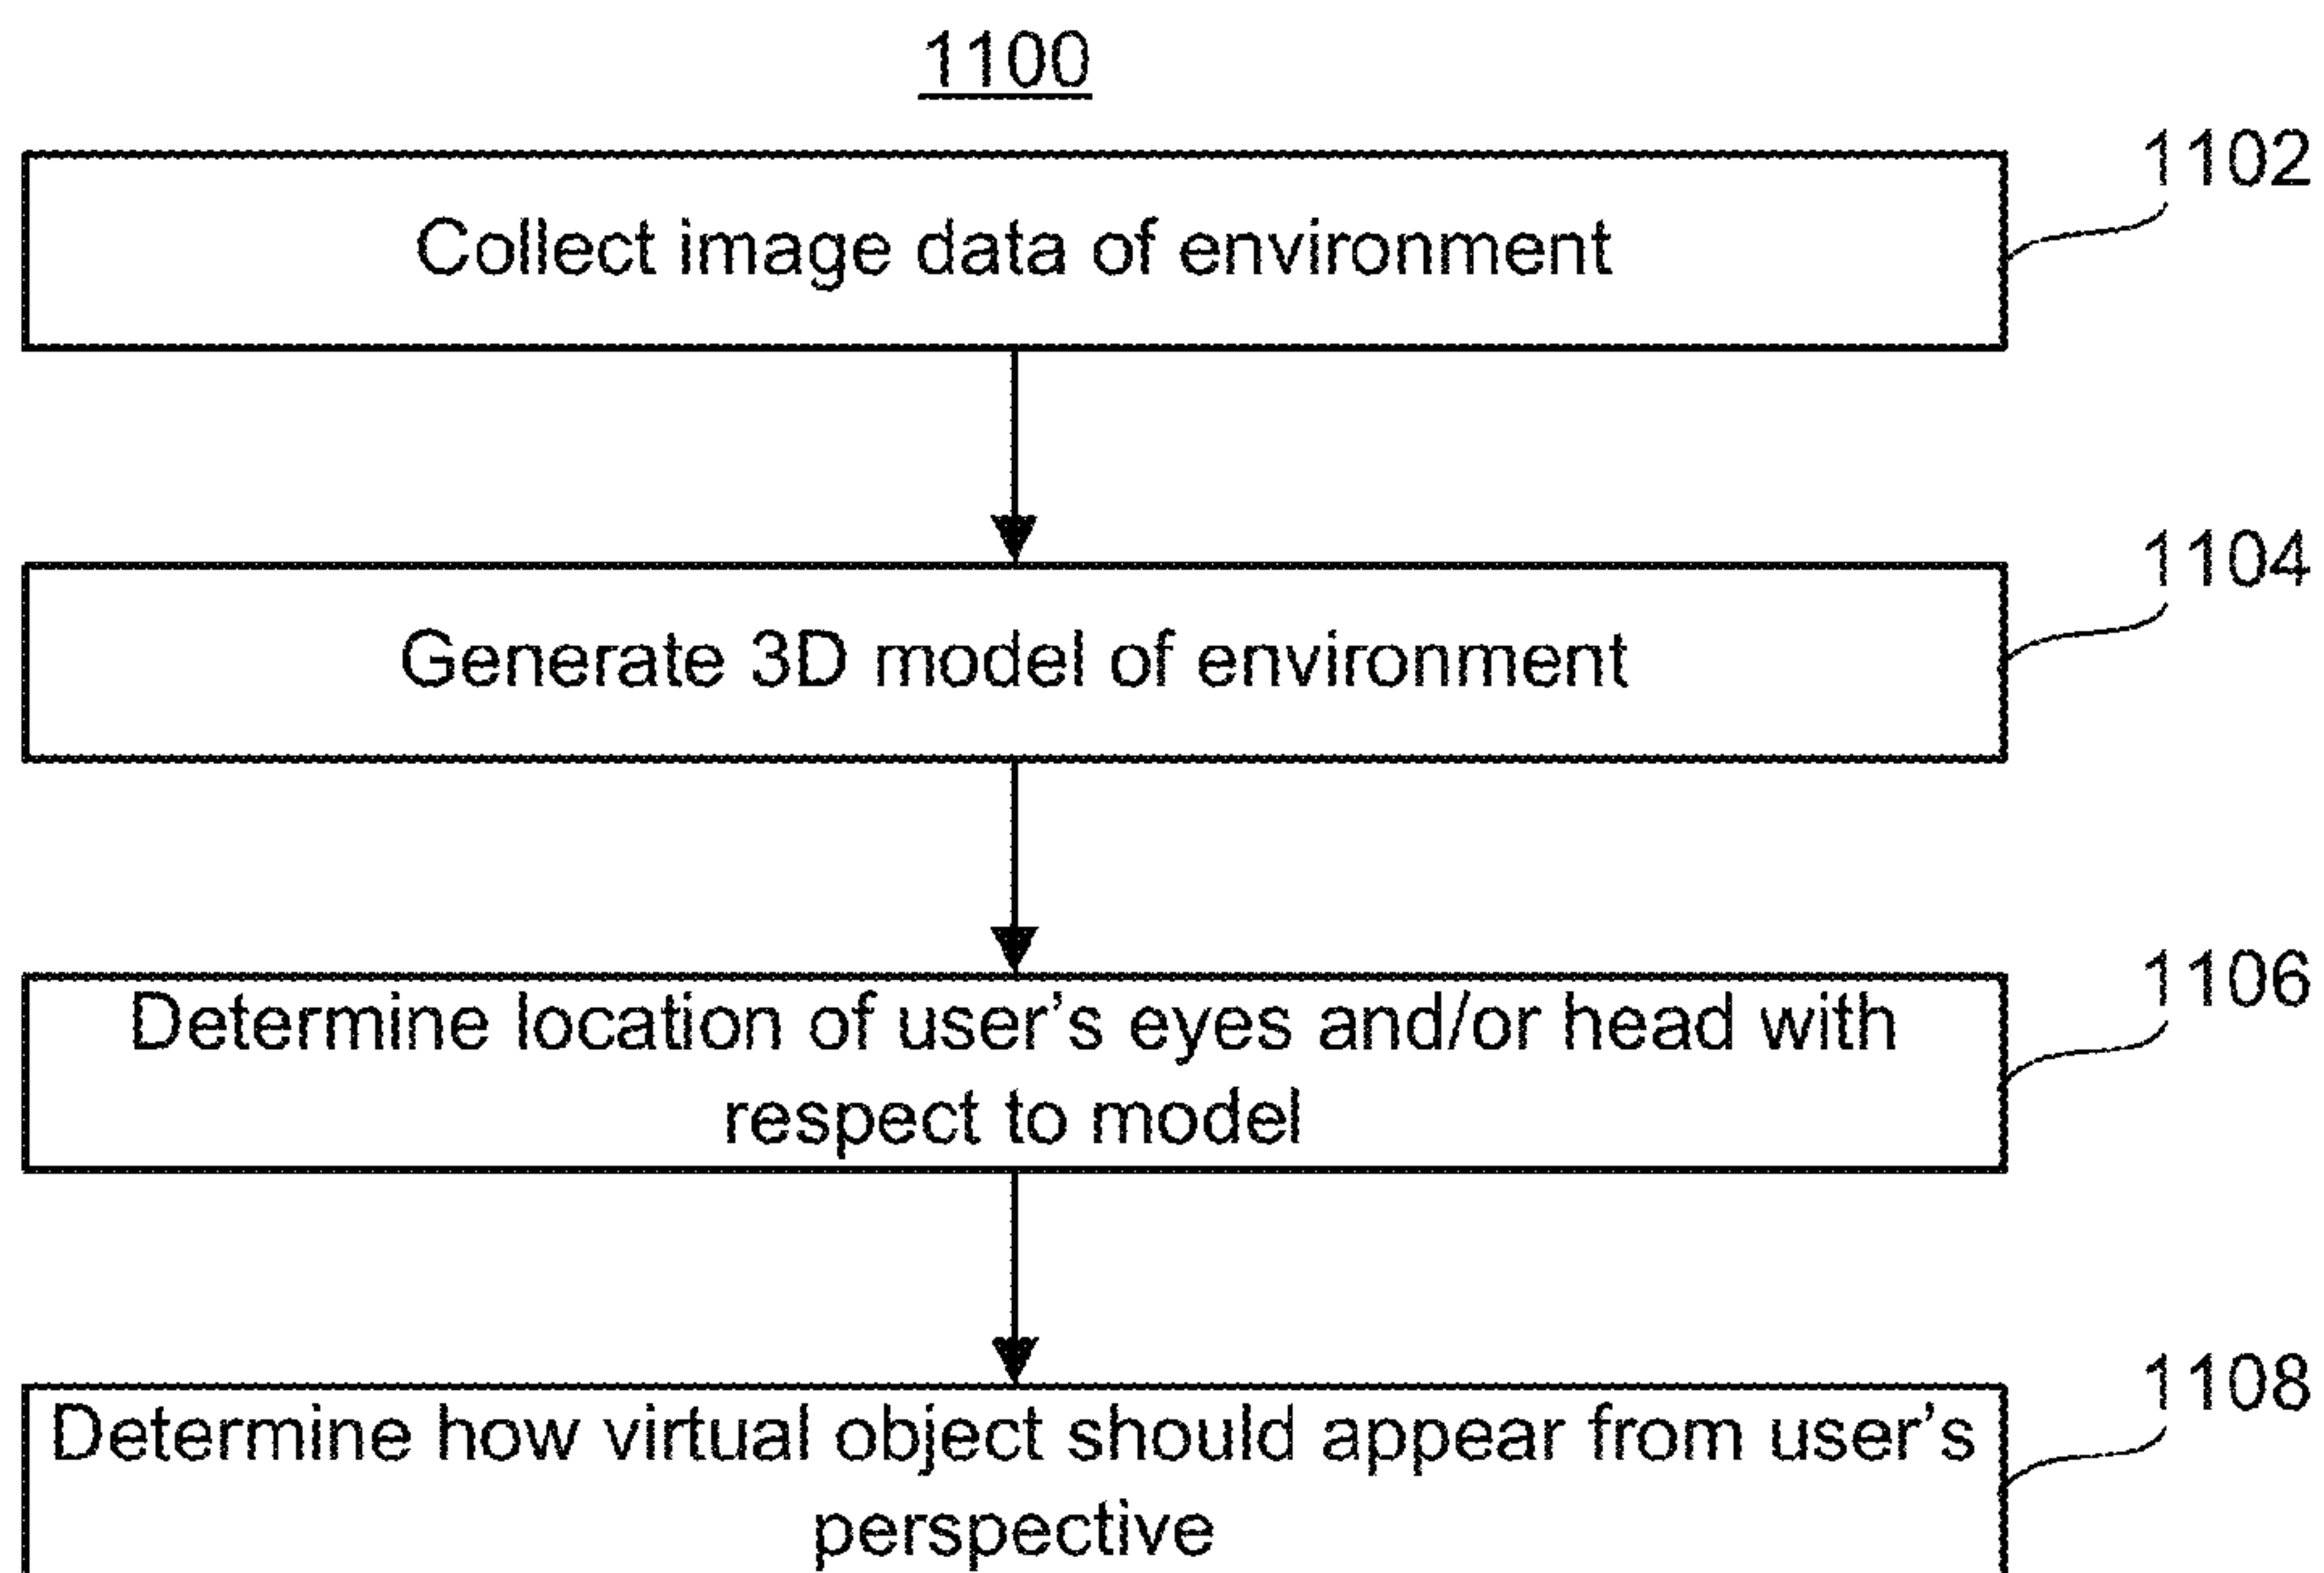 1100
1102
Collect image data of environment
1104
Generate 3D model of environment
1106
Determine location of user’s eyes and/or head with
respect to model
1108
Determine how virtual object should appear from user’s
perspective